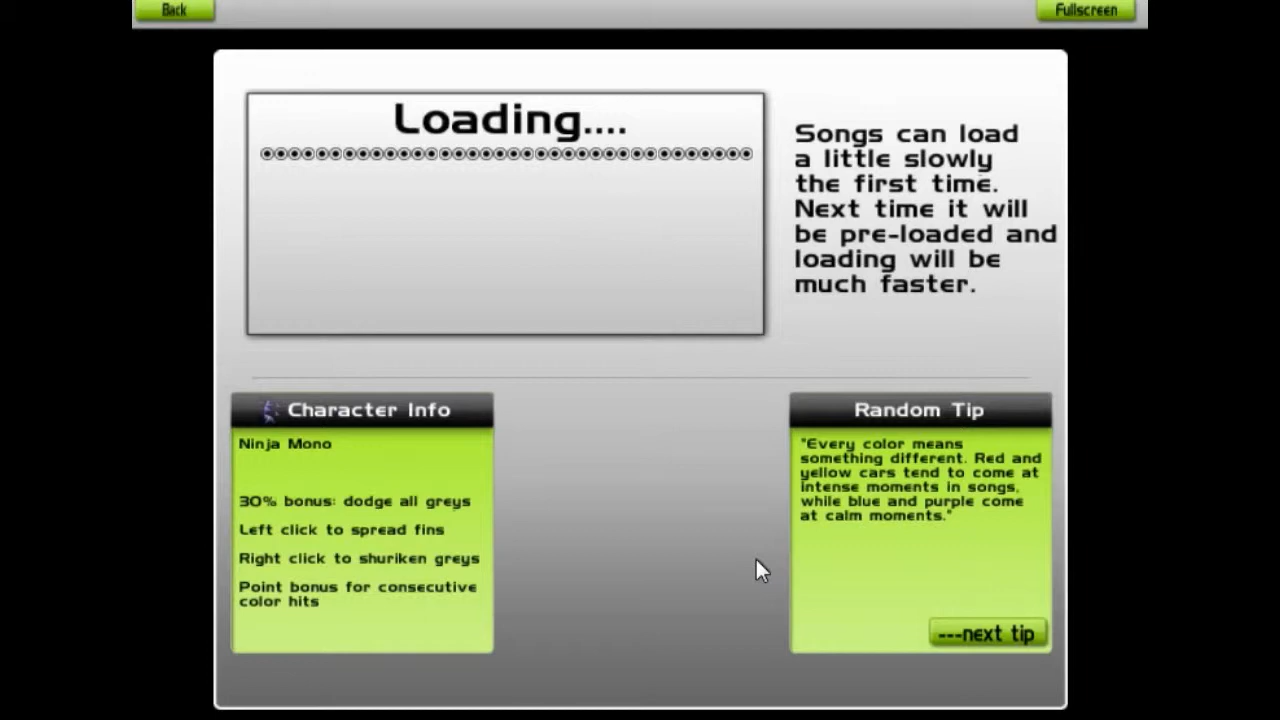 Back
Fullscreen
Loading....
Songs can load
a little slowly
the first time.
Next time it will
be pre-loaded and
loading will be
much faster.
Character Info
Ninja Mono
30% bonus: dodge all greys
Left click to spread fins
Right click to shuriken greys
Point bonus for consecutive
color hits
Random Tip
"Every color means
something different. Red and
yellow cars tend to come at
intense moments in songs,
while blue and purple come
at calm moments."
---next tip